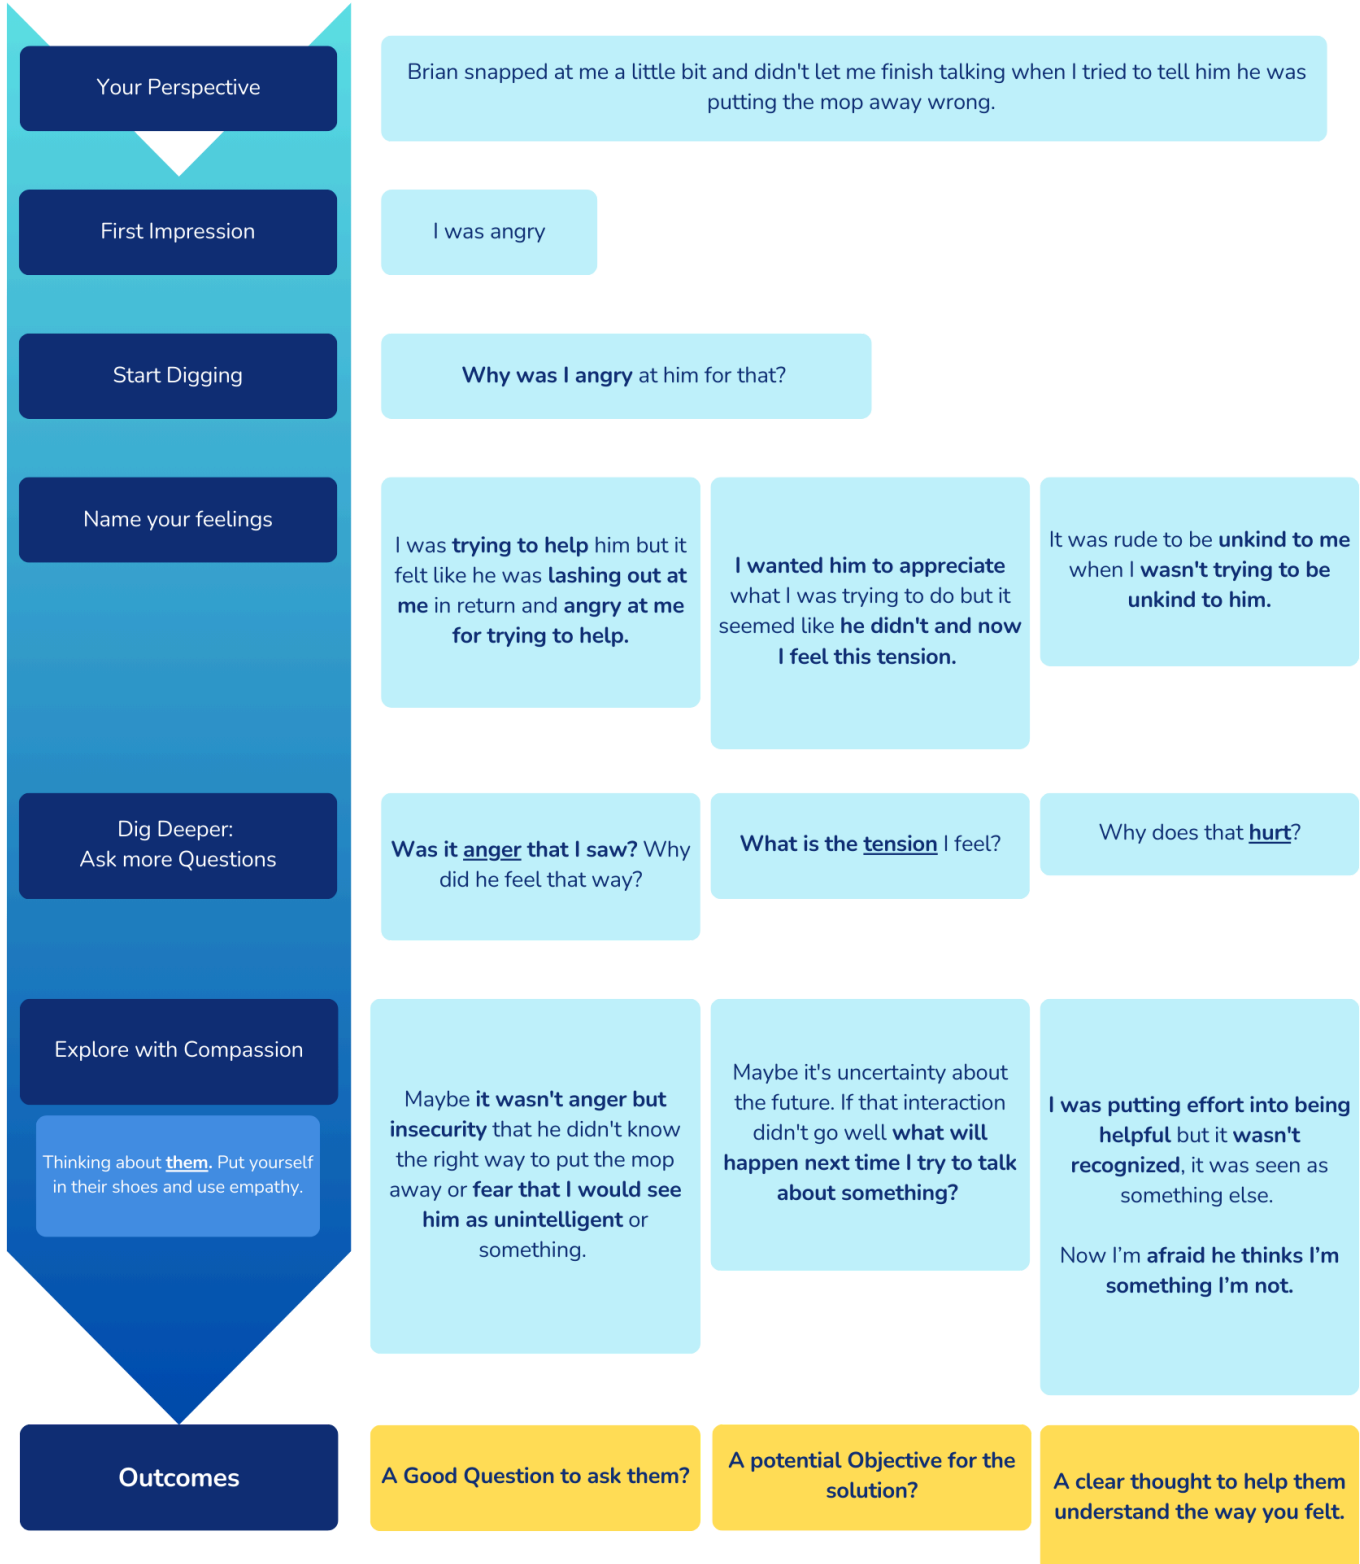 Your Perspective
Brian snapped at me a little bit and didn't let me finish talking when I tried to tell him he was
putting the mop away wrong.
First Impression
I was angry
Start Digging
Why was I angry at him for that?
Name your feelings
I was trying to help him but it
felt like he was lashing out at
me in return and angry at me
for trying to help.
I wanted him to appreciate
what I was trying to do but it
seemed like he didn't and now
I feel this tension.
It was rude to be unkind to me
when I wasn't trying to be
unkind to him.
Dig Deeper:
Ask more Questions
Was it anger that I saw? Why
did he feel that way?
What is the tension I feel?
Why does that hurt?
Explore with Compassion
Thinking about them. Put yourself
in their shoes and use empathy.
Maybe it wasn't anger but
insecurity that he didn't know
the right way to put the mop
away or fear that I would see
him as unintelligent or
something.
Maybe it's uncertainty about
the future. If that interaction
didn't go well what will
happen next time I try to talk
about something?
I was putting effort into being
helpful but it wasn't
recognized, it was seen as
something else.
Now I’m afraid he thinks I’m
something I’m not.
Outcomes
A Good Question to ask them?
A potential Objective for the
solution?
A clear thought to help them
understand the way you felt.